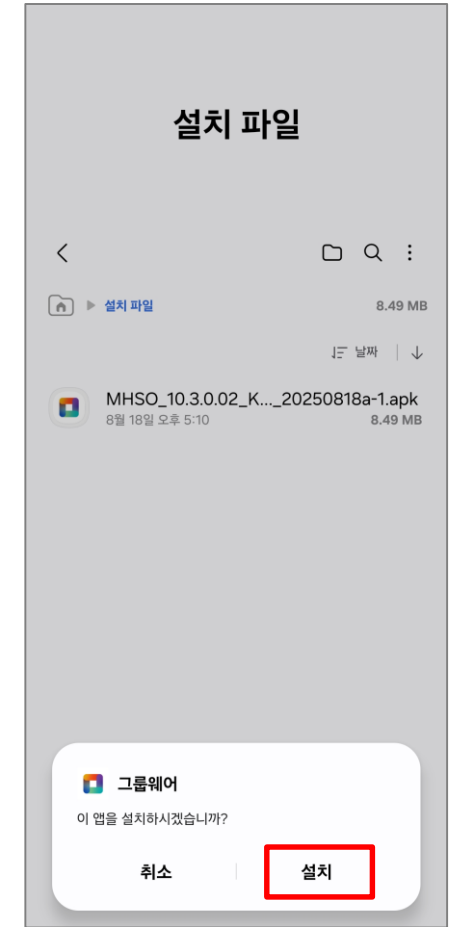 설치 파일
설치 파일
8.49 MB
날짜
MHSO_10.3.0.02_K..._20250818a-1.apk
8월 18일 오후 5:10
8.49 MB
그룹웨어
이 앱을 설치하시겠습니까?
취소
설치